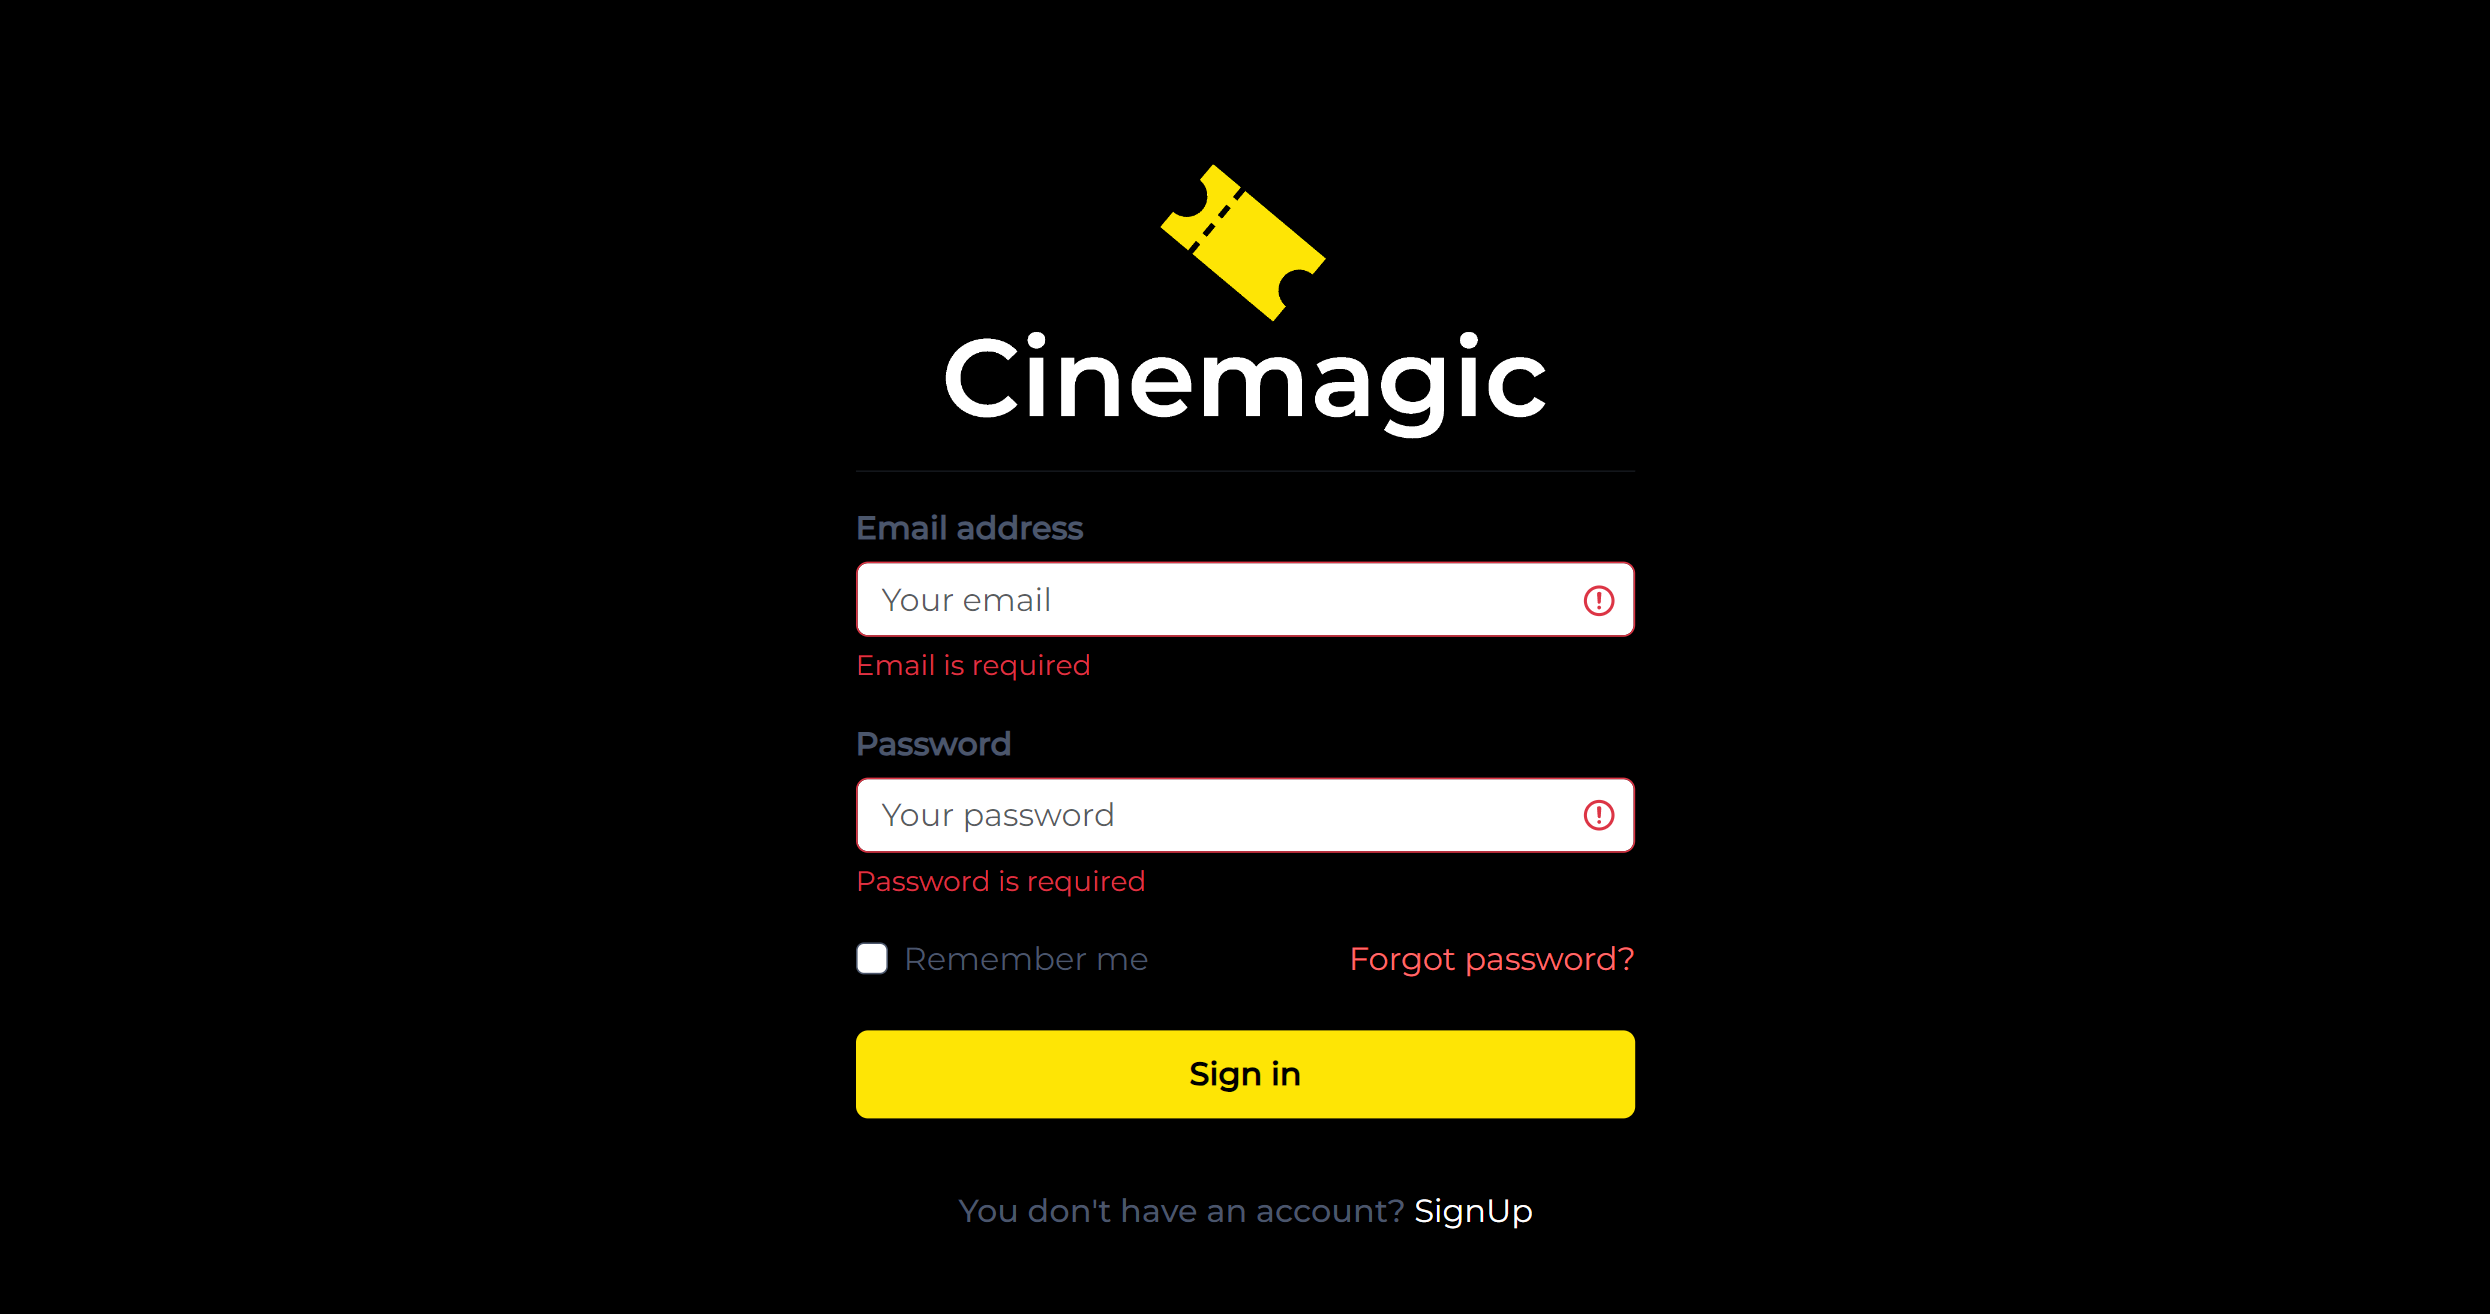 Cinemagic
Email address
Your email
Email is required
Password
Your password
Password is required
Remember me Forgot password?
Sign in
You don't have an account? SignUp